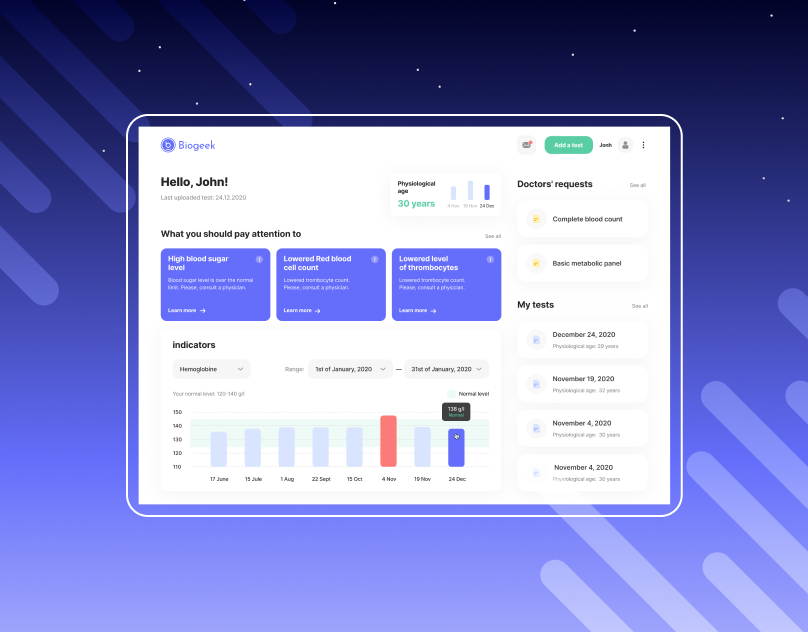 Biogeek
Add a test
Jonh
Hello, John!
Last uploaded test: 24.12.2020
Physiological
age
30 years
8 Nov
19 Nov
24 Dec
Doctors' requests
See all
Complete blood count
Basic metabolic panel
What you should pay attention to
See all
High blood sugar
level
Blood sugar level is over the normal
limit. Please, consult a physician.
Learn more
Lowered Red blood
cell count
Lowered trombocyte count.
Please, consult a physician.
Learn more
Lowered level
of thrombocytes
Lowered trombocyte count.
Please, consult a physician.
Learn more
My tests
See all
December 24, 2020
Physiological age: 29 years
November 19, 2020
Physiological age: 32 years
November 4, 2020
Physiological age: 30 years
November 4, 2020
Physiological age: 30 years
indicators
Hemoglobine
Range:
1st of January, 2020
—
31st of January, 2020
Your normal level: 120-140 g/l
Normal level
138 g/l
Normal
150
140
130
120
110
17 June
15 Jule
1 Aug
22 Sept
15 Oct
4 Nov
19 Nov
24 Dec